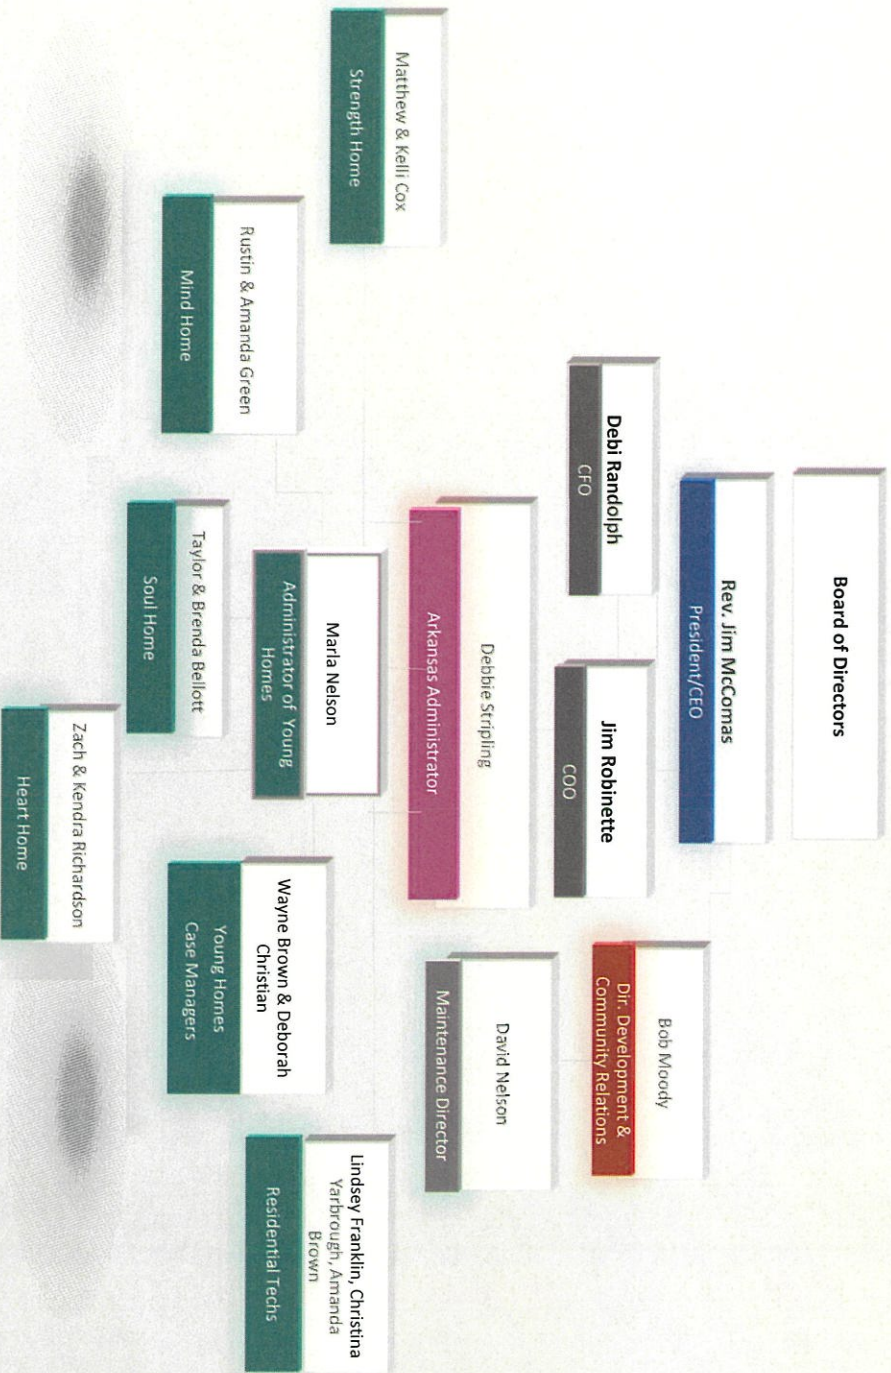 Board of Directors
Rev. Jim McComas
President/CEO
Debi Randolph
CFO
Jim Robinette
COO
Bob Moody
Dir. Development &
Community Relations
Debbie Stripling
Arkansas Administrator
David Nelson
Maintenance Director
Matthew & Kelli Cox
Strength Home
Marla Nelson
Administrator of Young
Homes
Lindsey Franklin, Christina
Yarbrough, Amanda
Brown
Residential Techs
Rustin & Amanda Green
Mind Home
Wayne Brown & Deborah
Christian
Young Homes
Case Managers
Taylor & Brenda Bellott
Soul Home
Zach & Kendra Richardson
Heart Home